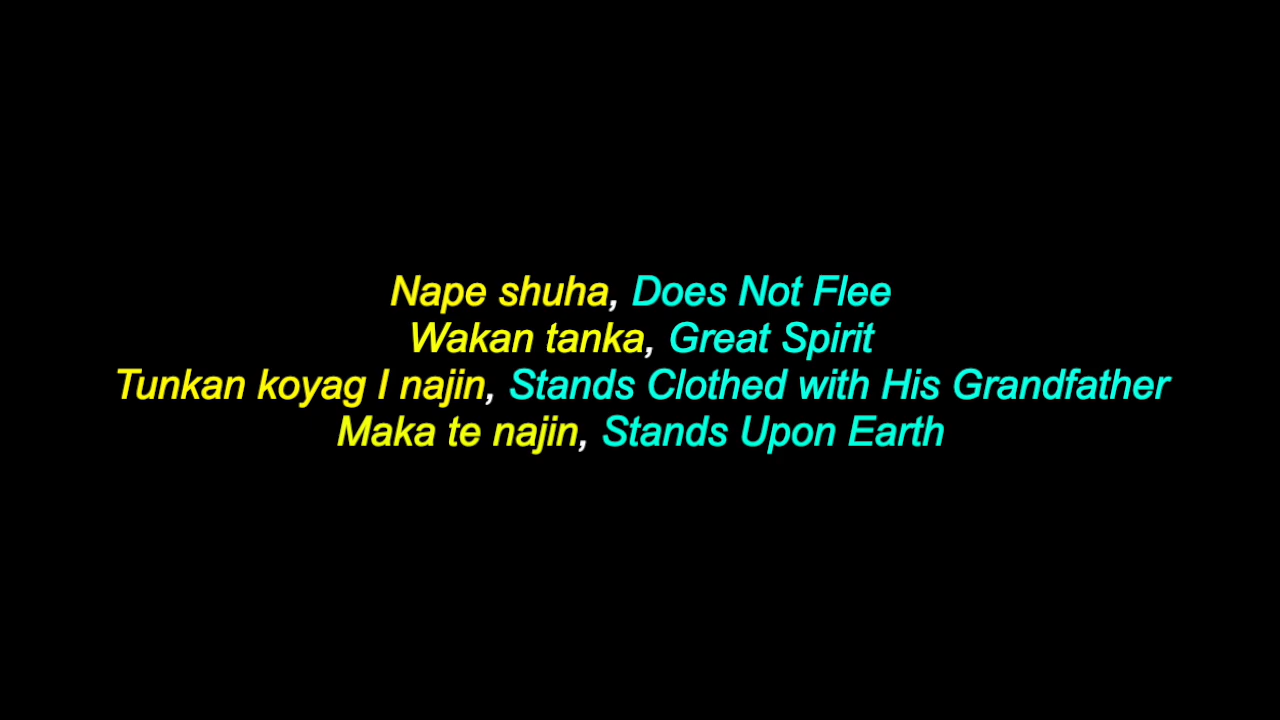 Nape shuha, Does Not Flee
Wakan tanka, Great Spirit
Tunkan koyag I najin, Stands Clothed with His Grandfather
Maka te najin, Stands Upon Earth